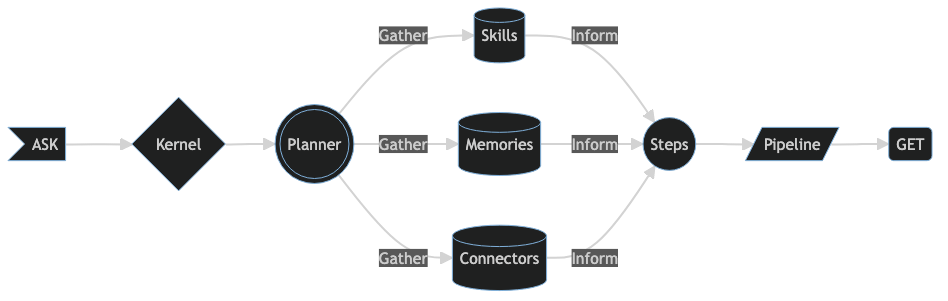 Gather
Skills
Inform
ASK
Kernel
Planner
Gather
Memories
Inform
Steps
Pipeline
GET
Gather
Connectors
Inform